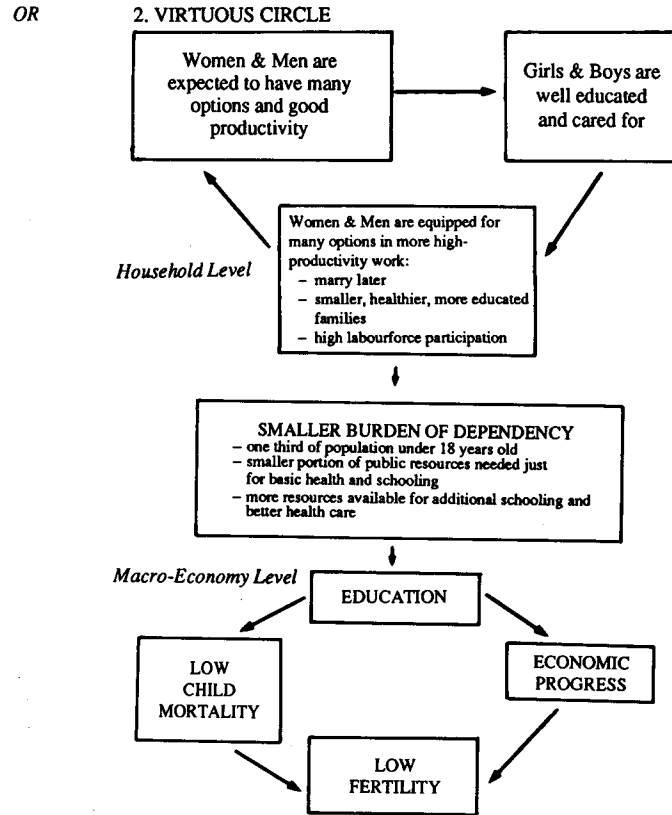 OR
2. VIRTUOUS CIRCLE
Women & Men are
expected to have many
options and good
productivity
Girls & Boys are
well educated
and cared for
Women & Men are equipped for
many options in more high-
productivity work:
– marry later
– smaller, healthier, more educated
families
– high labourforce participation
Household Level
SMALLER BURDEN OF DEPENDENCY
– one third of population under 18 years old
– smaller portion of public resources needed just
for basic health and schooling
– more resources available for additional schooling and
better health care
Macro-Economy Level
EDUCATION
LOW
CHILD
MORTALITY
ECONOMIC
PROGRESS
LOW
FERTILITY